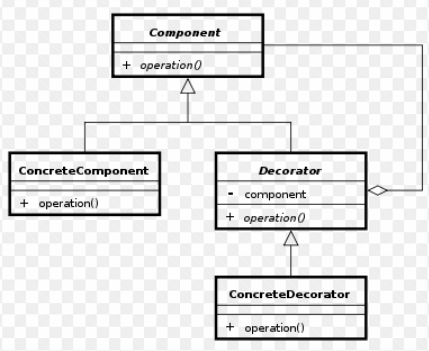 Component
+ operation()
ConcreteComponent
+ operation()
Decorator
- component
+ operation()
ConcreteDecorator
+ operation()